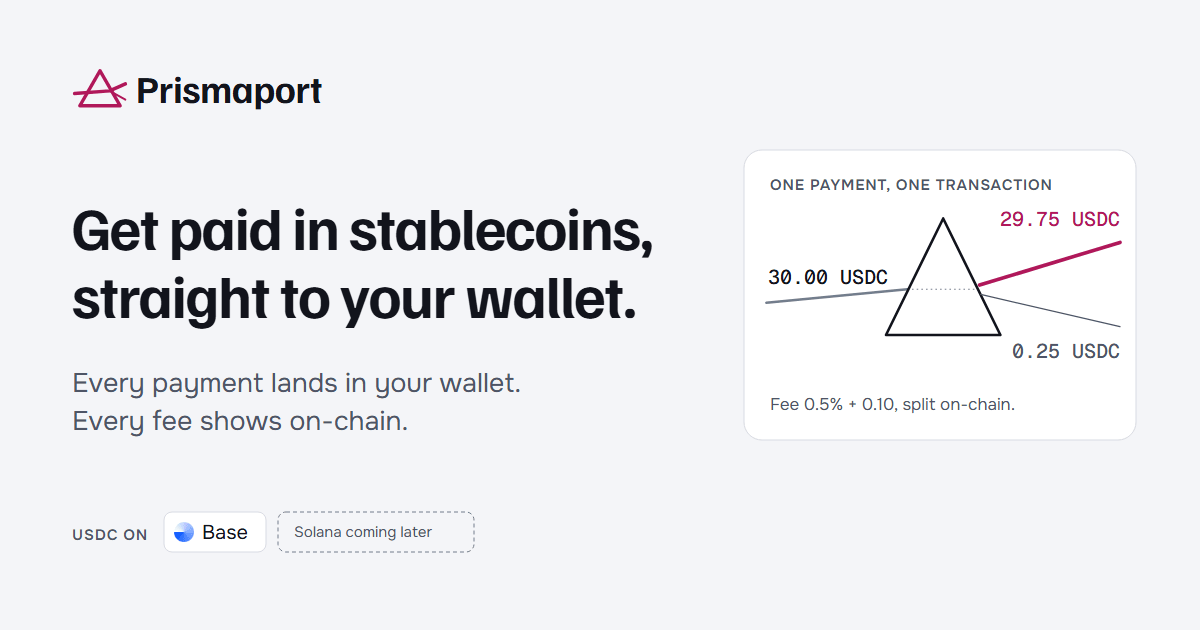 Prismaport
Get paid in stablecoins,
straight to your wallet.
Every payment lands in your wallet.
Every fee shows on-chain.
USDC ON
Base
Solana coming later
ONE PAYMENT, ONE TRANSACTION
29.75 USDC
30.00 USDC
0.25 USDC
Fee 0.5% + 0.10, split on-chain.